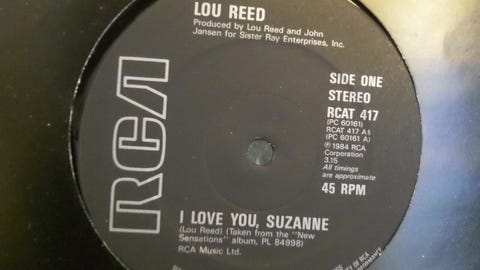 LOU REED
Produced by Lou Reed and John
Jansen for Sister Ray Enterprises, Inc.
RCA
SIDE ONE
STEREO
RCAT 417
(PC 60161)
RCAT 417 A§
(PC 60161 A)
℗ 1984 RCA
Corporation
3.15
All timings
are approximate
45 RPM
I LOVE YOU, SUZANNE
(Lou Reed) (Taken from the "New
Sensations" album, PL 84998)
RCA Music Ltd.